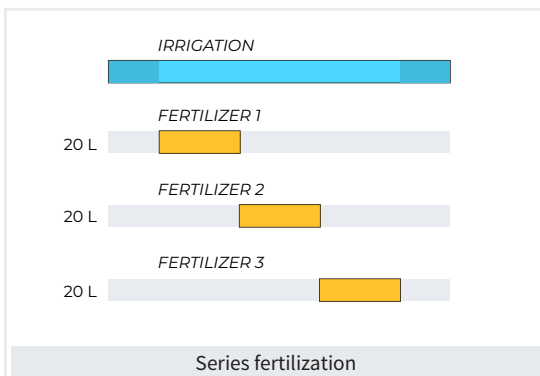 IRRIGATION
FERTILIZER 1
20 L
FERTILIZER 2
20 L
FERTILIZER 3
20 L
Series fertilization